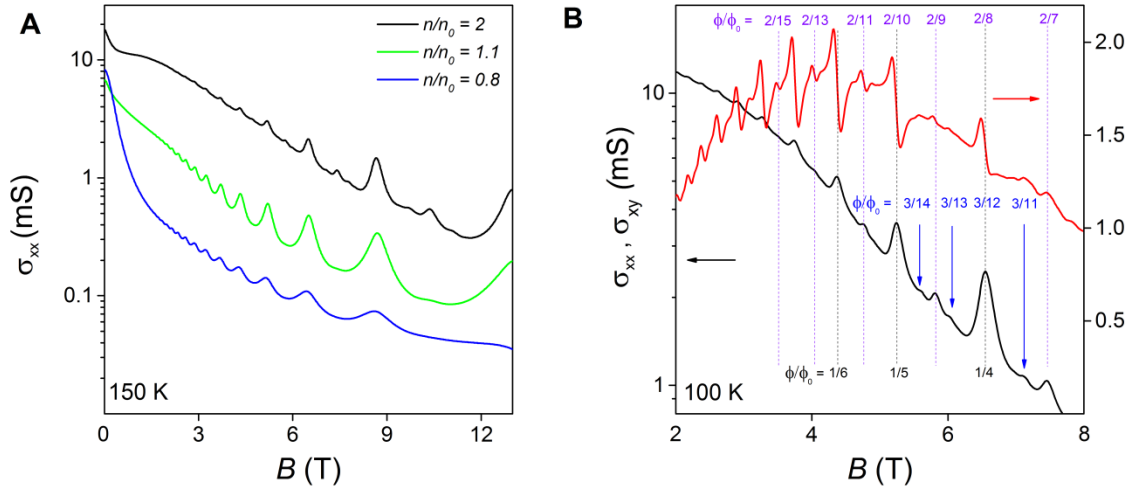 A
n/n₀ = 2
n/n₀ = 1.1
n/n₀ = 0.8
10
1
0.1
σxx (mS)
150 K
0 3 6 9 12
B (T)
B
ϕ/ϕ₀ = 2/15 2/13 2/11 2/10 2/9 2/8 2/7
2.0
1.5
1.0
0.5
10
1
σxx , σxy (mS)
ϕ/ϕ₀ = 3/14 3/13 3/12 3/11
ϕ/ϕ₀ = 1/6 1/5 1/4
100 K
2 4 6 8
B (T)